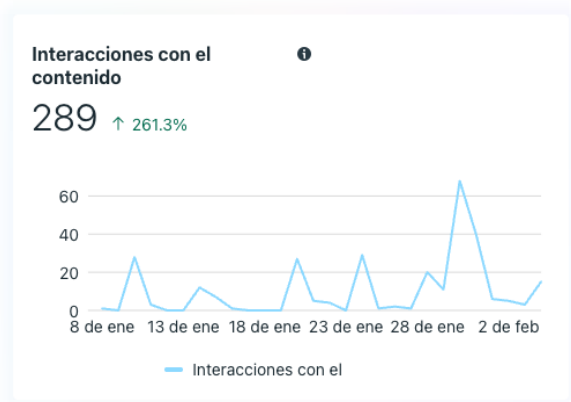 Interacciones con el
contenido
289 ↑ 261.3%
60
40
20
0
8 de ene 13 de ene 18 de ene 23 de ene 28 de ene 2 de feb
Interacciones con el